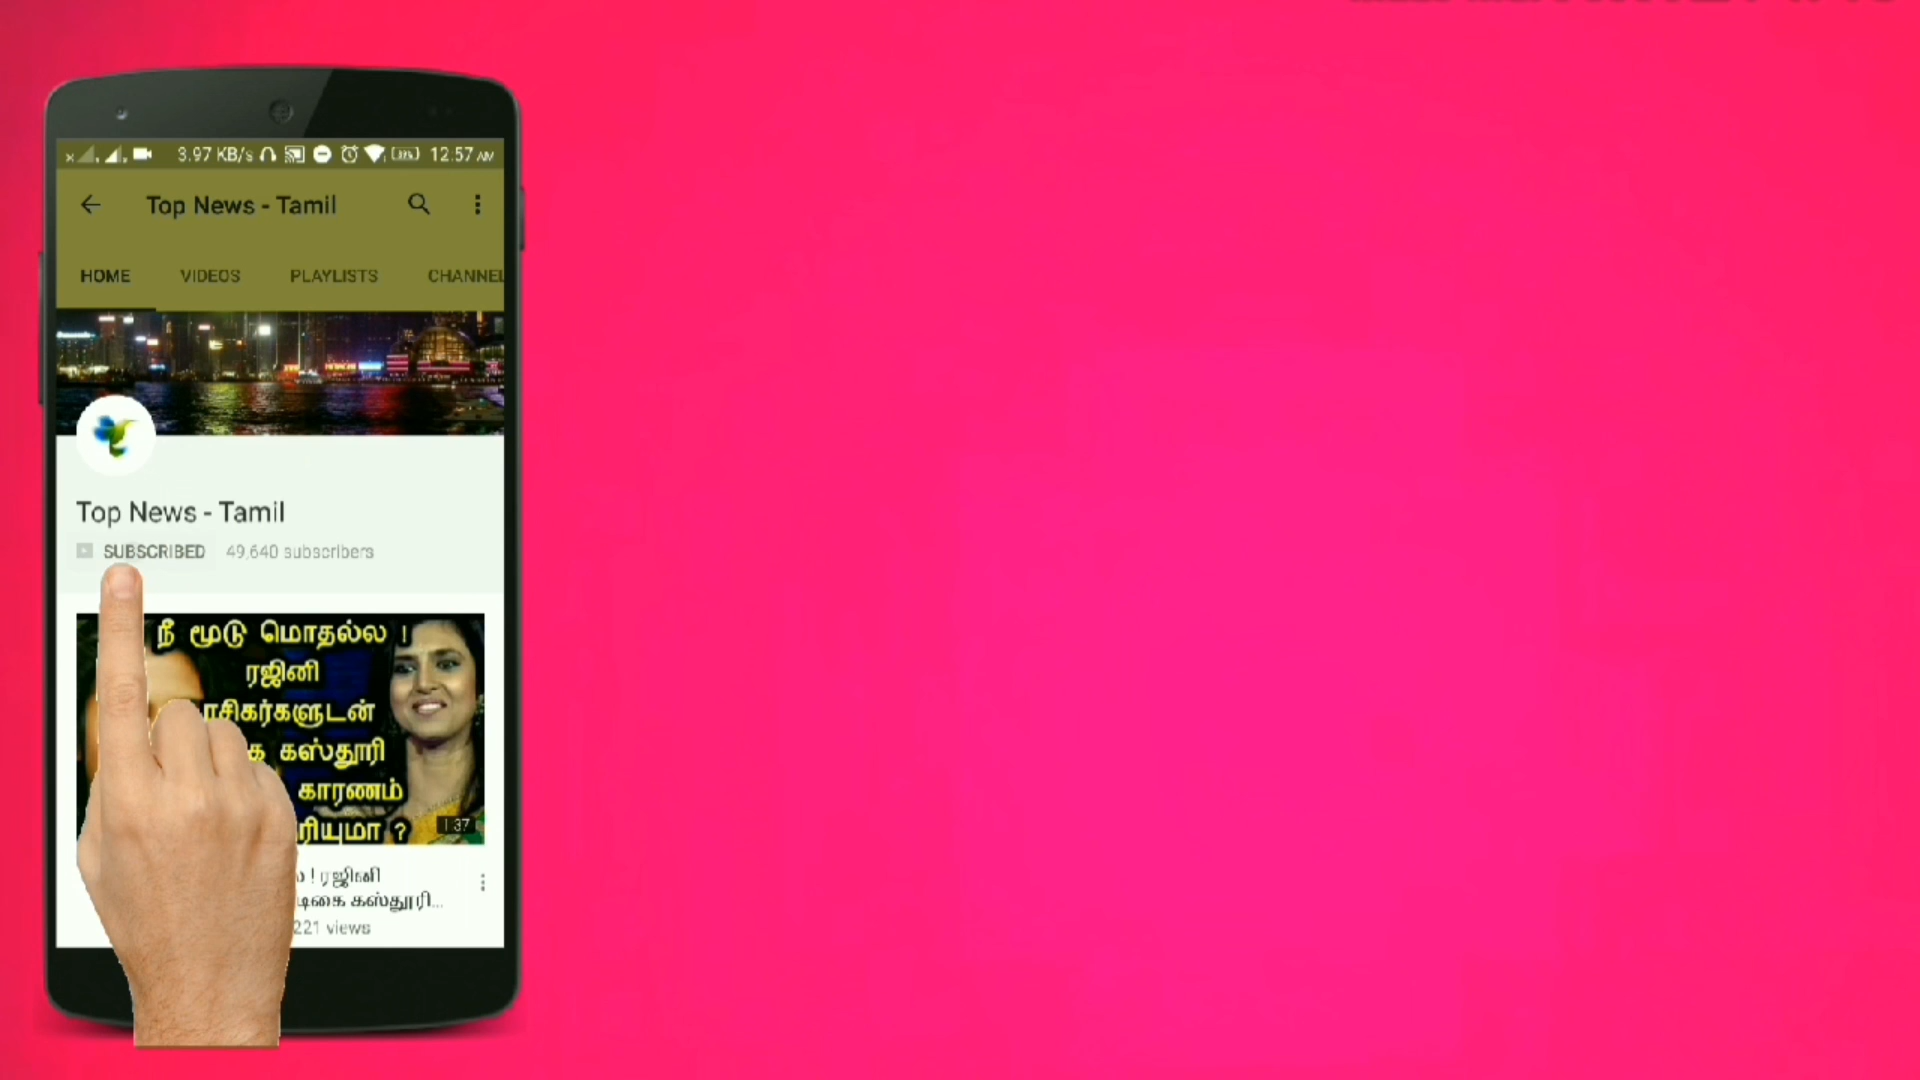 3.97 KB/s 12:57 AM
Top News - Tamil
HOME VIDEOS PLAYLISTS CHANNEL
Top News - Tamil
SUBSCRIBED 49,640 subscribers
நீ மூடு மொதல்ல !
ரஜினி
ரசிகர்களுடன்
கஸ்தூரி
காரணம்
ரியுமா ?
1:37
! ரஜினி
டிகை கஸ்தூரி...
221 views